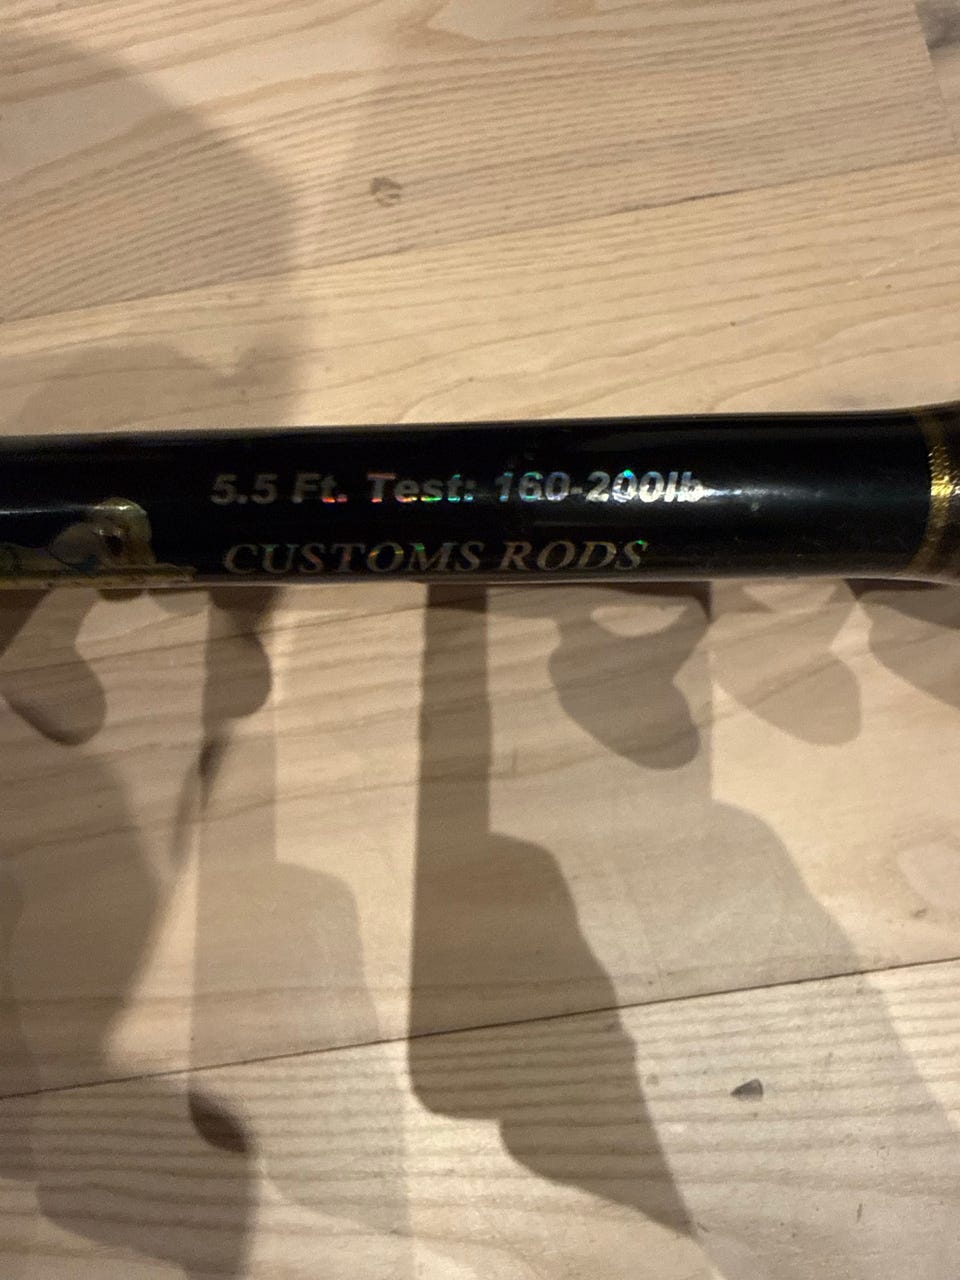 5.5 Ft. Test: 160-200lb
CUSTOMS RODS